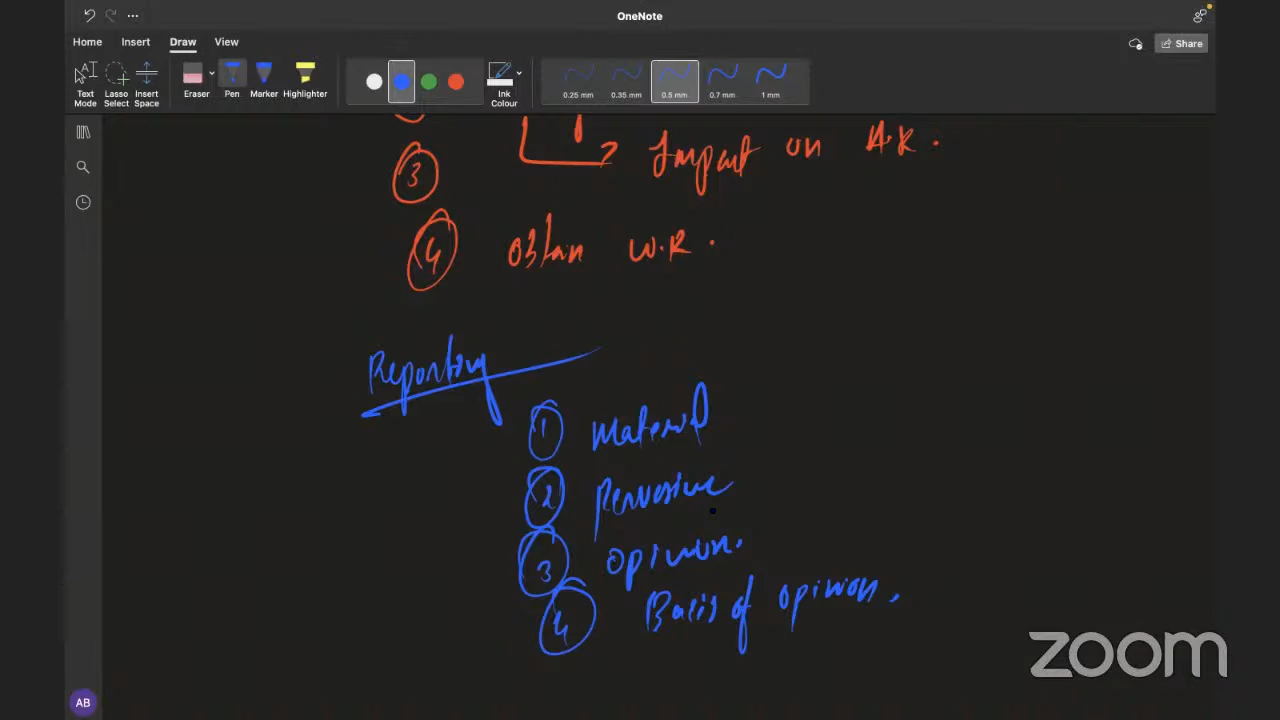 OneNote
Home Insert Draw View
Share
Text Mode
Lasso Select
Insert Space
Eraser
Pen
Marker
Highlighter
Ink Colour
0.25 mm
0.35 mm
0.5 mm
0.7 mm
1 mm
3
Impact on A.R.
4 Obtan W.R.
Reporting
1 Material
2 Pervasive
3 Opinion.
4 Basis of opinion.
AB
zoom